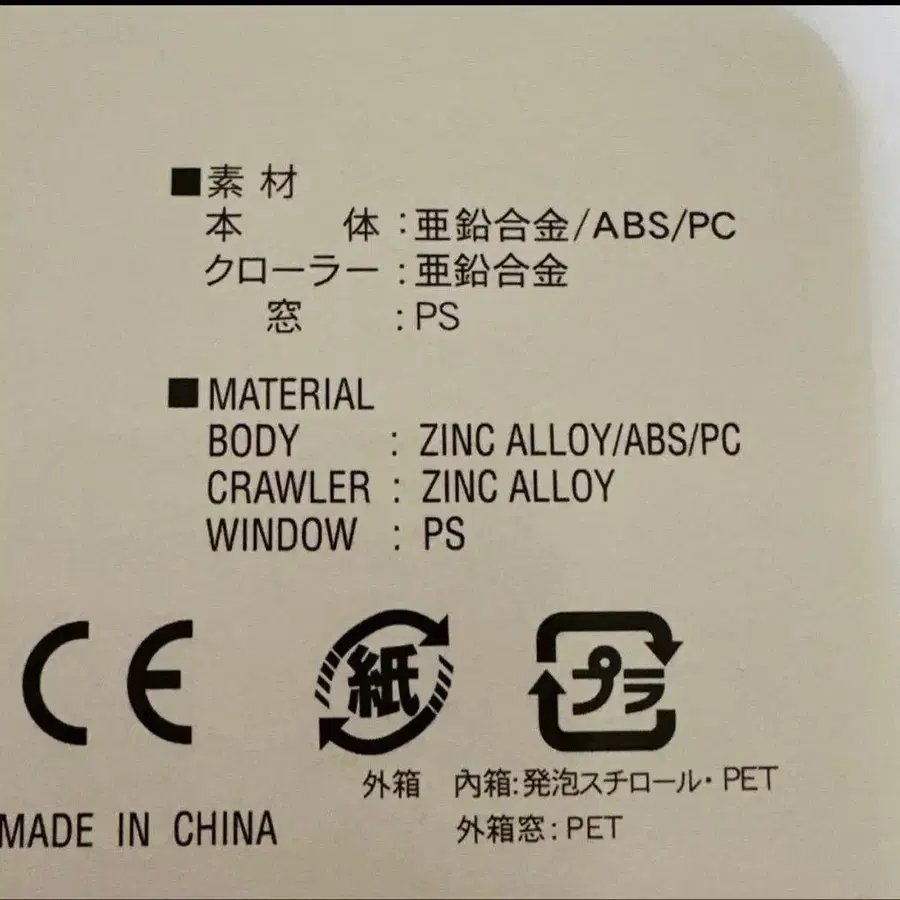 ■素 材
本 体:亜鉛合金/ABS/PC
クローラー:亜鉛合金
窓:PS
■MATERIAL
BODY : ZINC ALLOY/ABS/PC
CRAWLER : ZINC ALLOY
WINDOW : PS
CE 紙 プラ
外箱 内箱:発泡スチロール・PET
外箱窓:PET
MADE IN CHINA